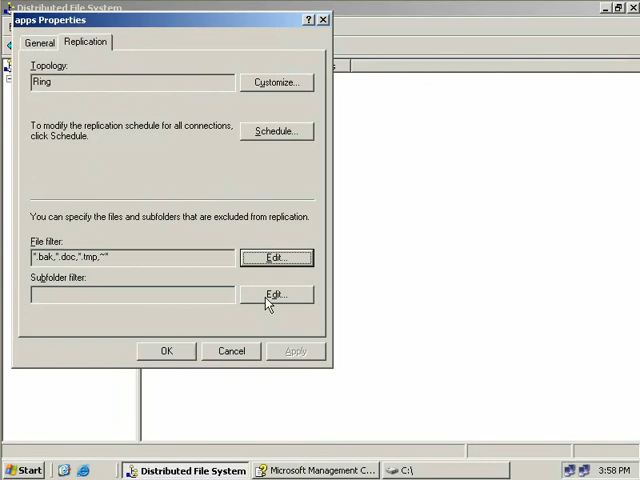 Distributed File System
apps Properties
General
Replication
Topology:
Ring
Customize...
To modify the replication schedule for all connections,
click Schedule.
Schedule...
You can specify the files and subfolders that are excluded from replication.
File filter:
*.bak,*.doc,*.tmp,~*
Edit...
Subfolder filter:
Edit...
OK
Cancel
Apply
Start
Distributed File System
Microsoft Management C...
C:\
3:58 PM